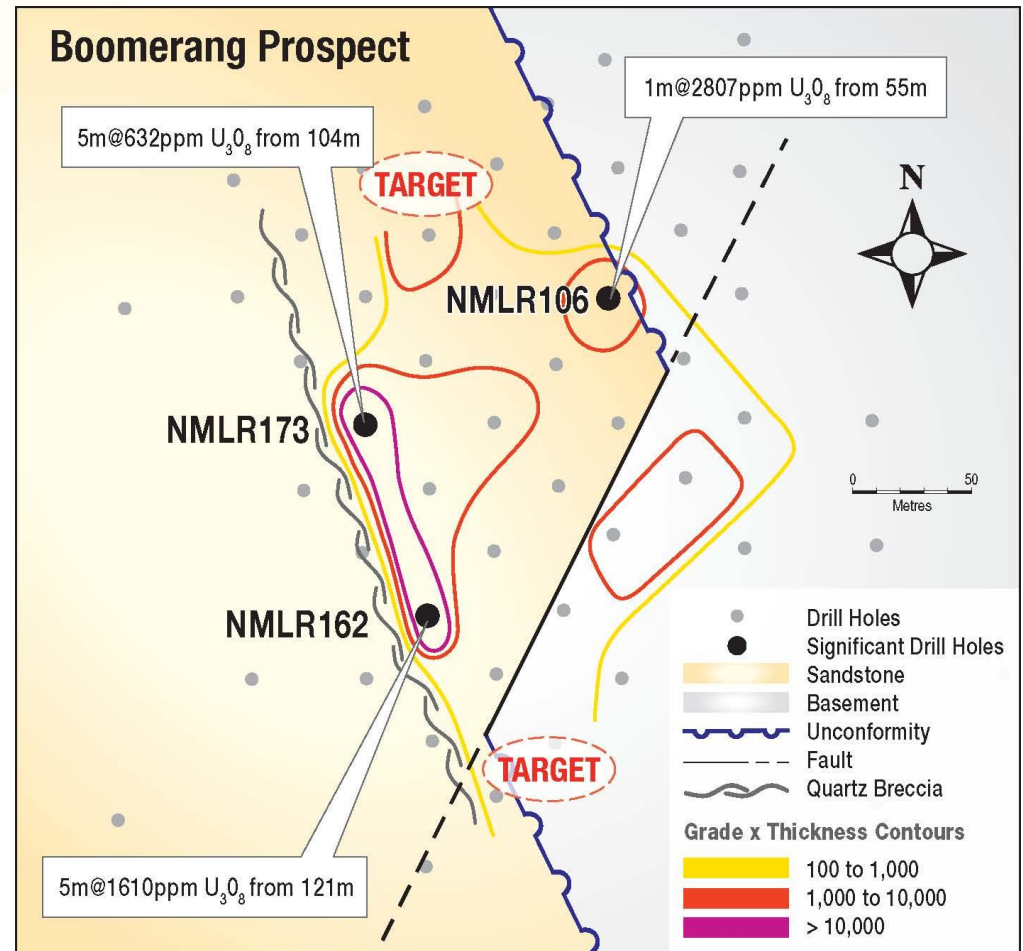 Boomerang Prospect
1m@2807ppm U₃0₈ from 55m
5m@632ppm U₃0₈ from 104m
TARGET
N
NMLR106
NMLR173
0 50
Metres
NMLR162
TARGET
5m@1610ppm U₃0₈ from 121m
Drill Holes
Significant Drill Holes
Sandstone
Basement
Unconformity
Fault
Quartz Breccia
Grade x Thickness Contours
100 to 1,000
1,000 to 10,000
> 10,000